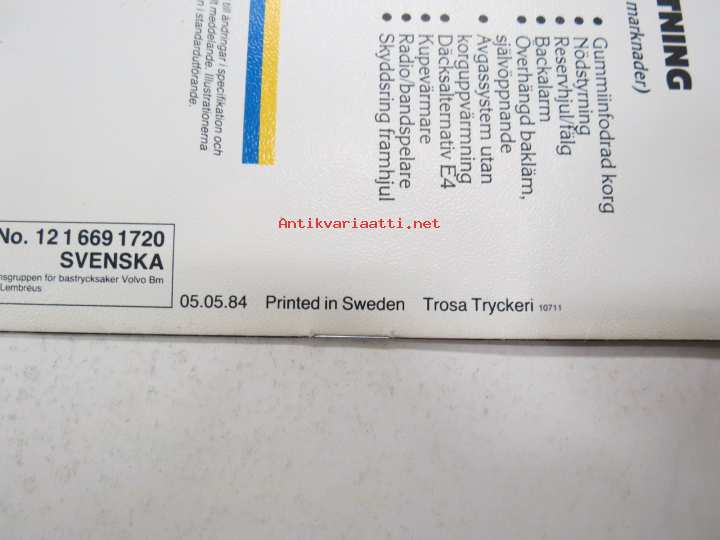 TNING
marknader)
• Gummiinfodrad korg
• Nödstyrning
• Reservhjul/fälg
• Backalarm
• Överhängd bakläm,
självöppnande
• Avgassystem utan
korguppvärmning
• Däcksalternativ E4
• Kupevärmare
• Radio/bandspelare
• Skyddsring framhjul
till ändringar i specifikation och
t meddelande. Illustrationerna
n i standardutförande.
Antikvariaatti.net
No. 12 1 669 1720
SVENSKA
nsgruppen för bastrycksaker Volvo Bm
Lembreus
05.05.84 Printed in Sweden Trosa Tryckeri 10711